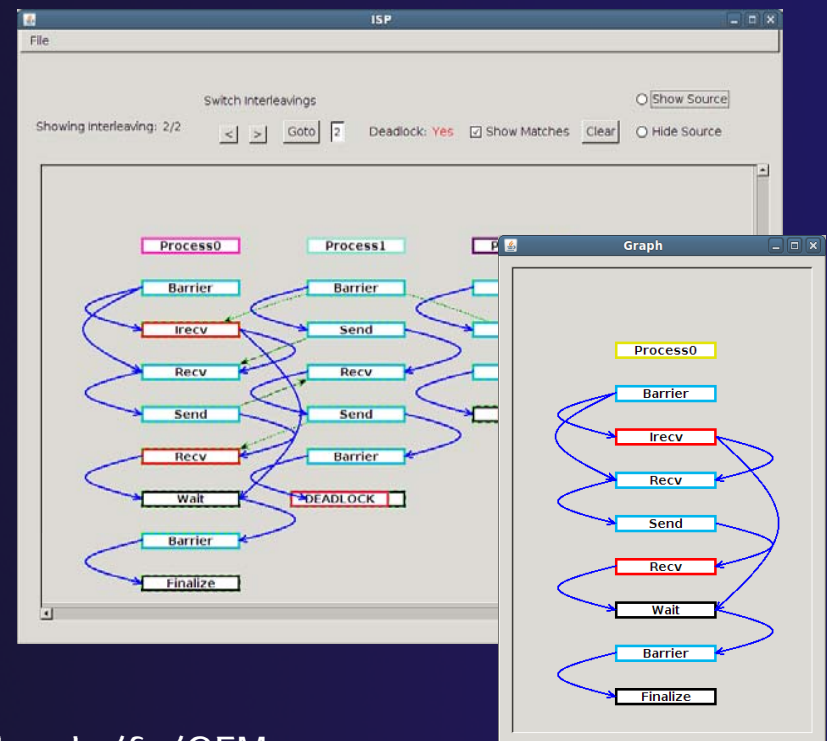 ISP
File
Switch Interleavings
Show Source
Showing Interleaving: 2/2
< > Goto 2 Deadlock: Yes Show Matches Clear Hide Source
Process0 Process1 P
Barrier Barrier
Irecv Send
Recv Recv
Send Send
Recv Barrier
Wait DEADLOCK
Barrier
Finalize
Graph
Process0
Barrier
Irecv
Recv
Send
Recv
Wait
Barrier
Finalize